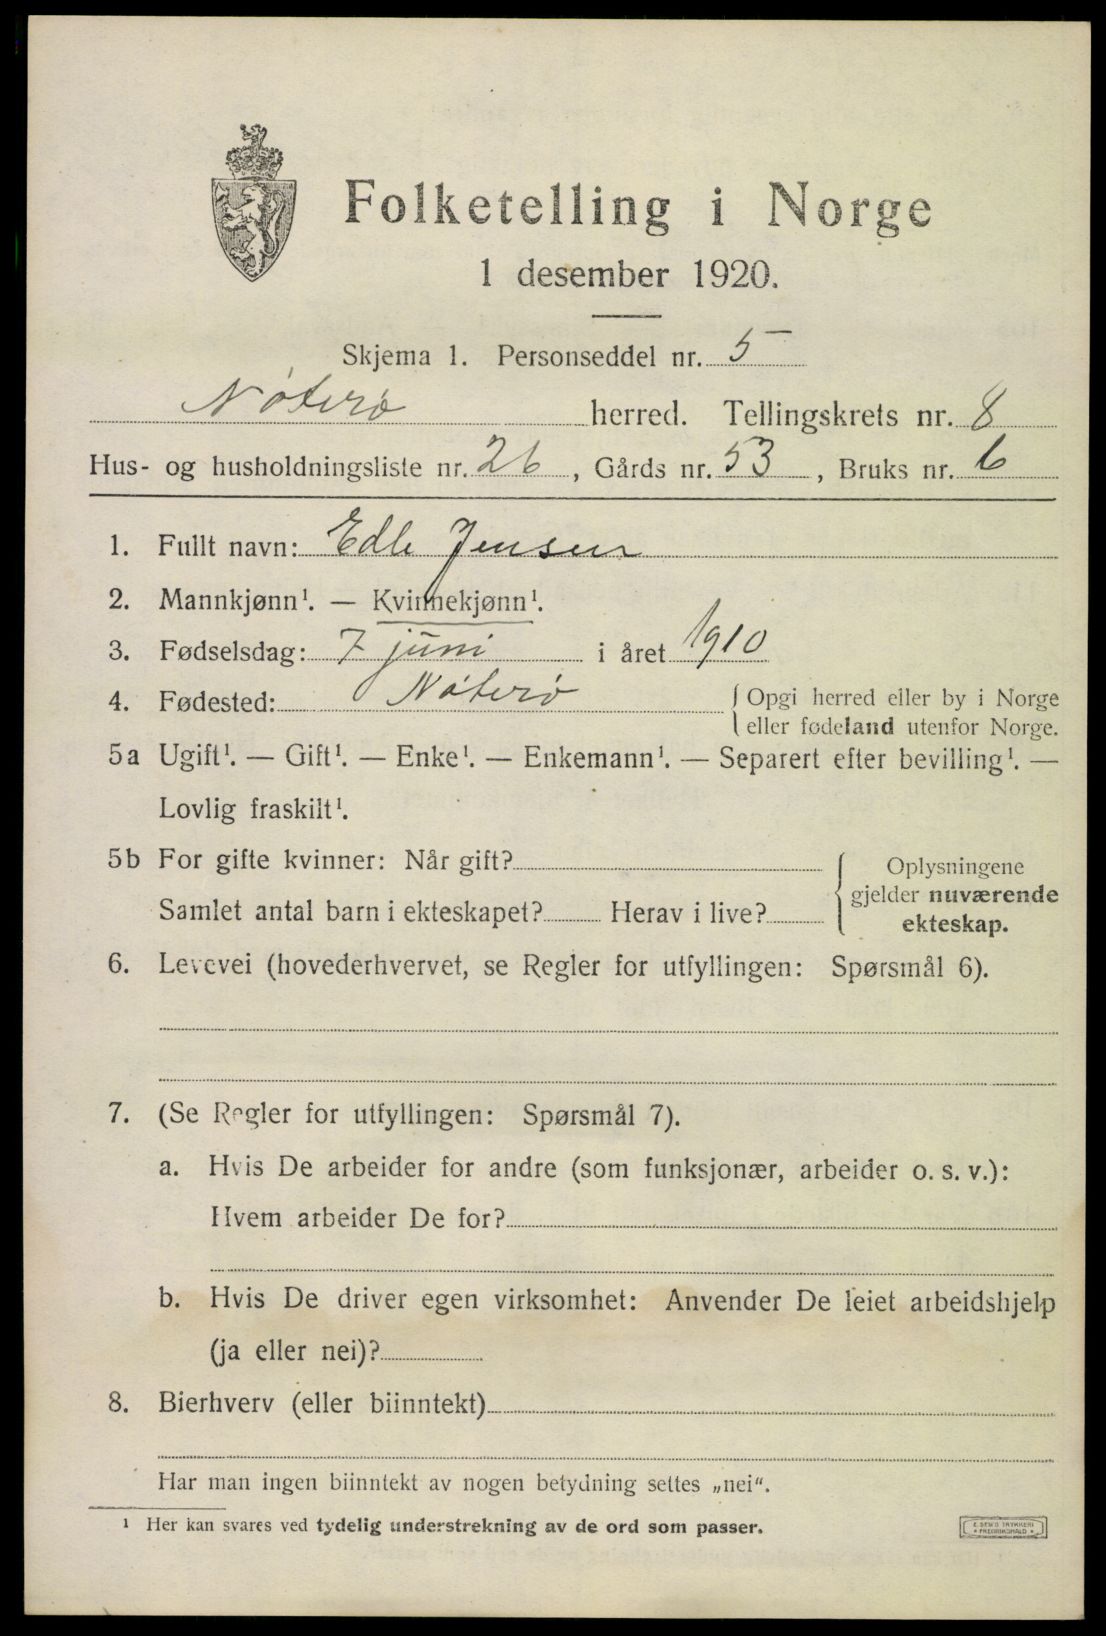 Folketelling i Norge
1 desember 1920.
Skjema 1. Personseddel nr. 5
Nøterø herred. Tellingskrets nr. 8
Hus- og husholdningsliste nr. 26, Gårds nr. 53, Bruks nr. 6
1. Fullt navn: Edle Jensen
2. Mannkjønn¹. — Kvinnekjønn¹.
3. Fødselsdag: 7 juni i året 1910
4. Fødested: Nøterø { Opgi herred eller by i Norge
eller fødeland utenfor Norge.
5a Ugift¹. — Gift¹. — Enke¹. — Enkemann¹. — Separert efter bevilling¹. —
Lovlig fraskilt¹.
5b For gifte kvinner: Når gift?
Samlet antal barn i ekteskapet? Herav i live?
Oplysningene
gjelder nuværende
ekteskap.
6. Levevei (hovederhvervet, se Regler for utfyllingen: Spørsmål 6).
7. (Se Regler for utfyllingen: Spørsmål 7).
a. Hvis De arbeider for andre (som funksjonær, arbeider o. s. v.):
Hvem arbeider De for?
b. Hvis De driver egen virksomhet: Anvender De leiet arbeidshjelp
(ja eller nei)?
8. Bierhverv (eller biinntekt)
Har man ingen biinntekt av nogen betydning settes „nei“.
¹ Her kan svares ved tydelig understrekning av de ord som passer.
E. SEM'S TRYKKERI
• FREDRIKSHALD •